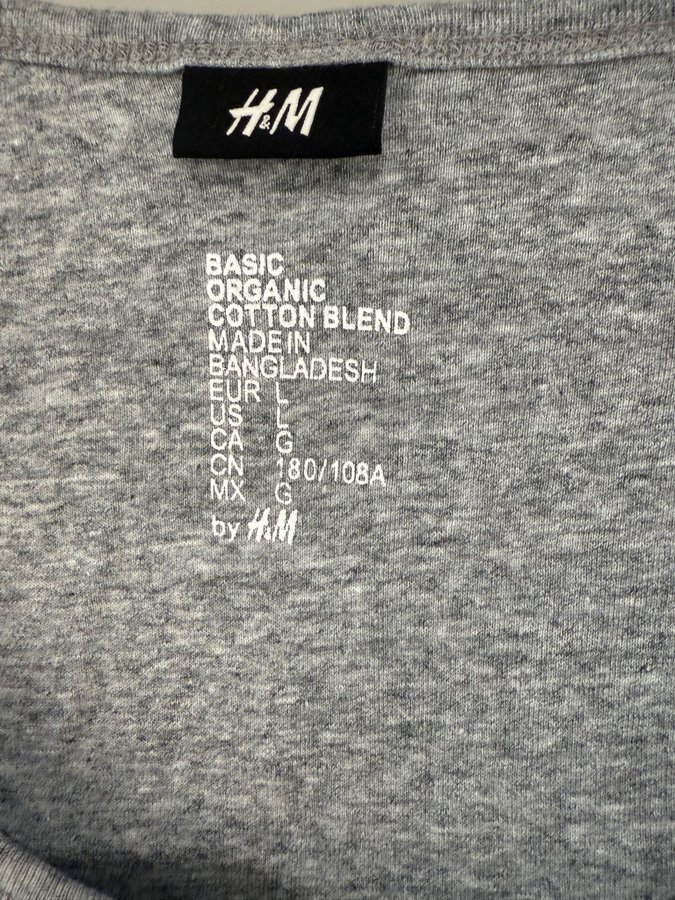 H&M
BASIC
ORGANIC
COTTON BLEND
MADE IN
BANGLADESH
EUR L
US L
CA G
CN 180/108A
MX G
by H&M